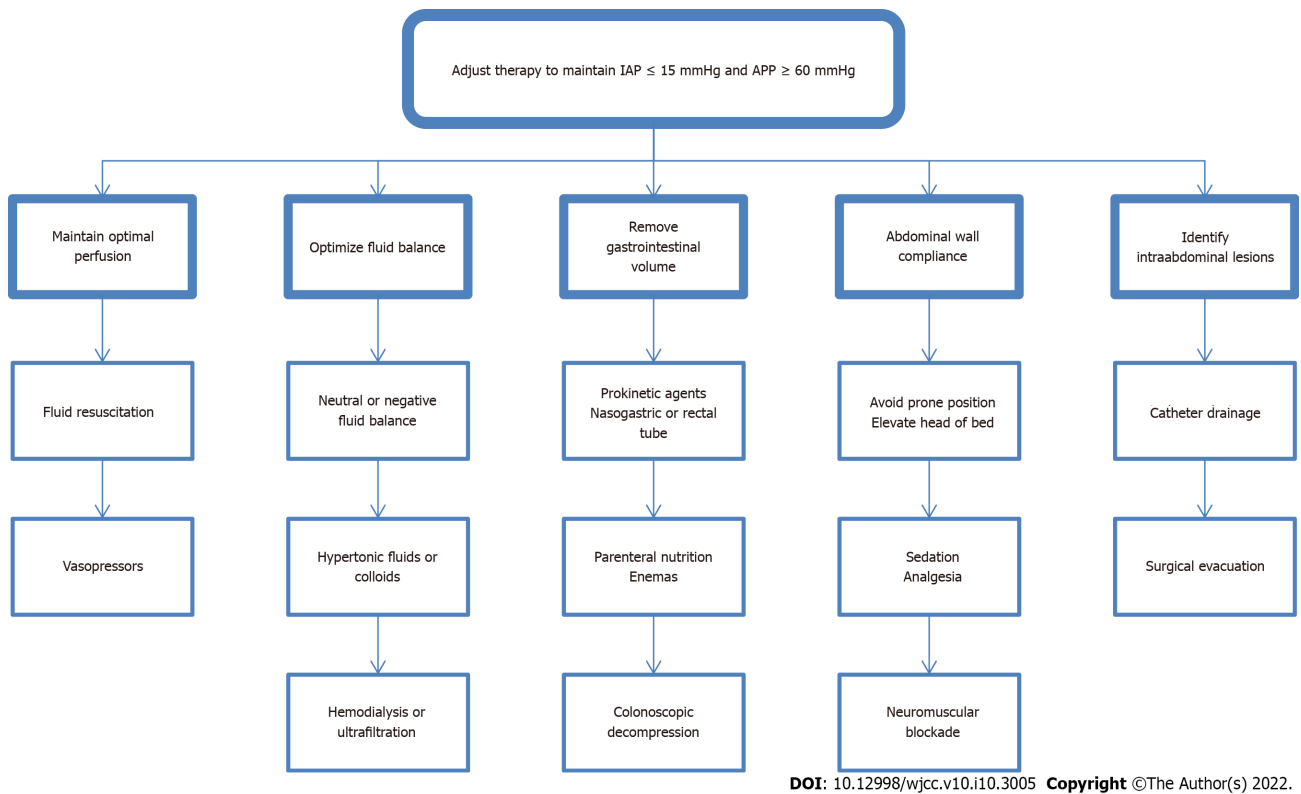 Adjust therapy to maintain IAP ≤ 15 mmHg and APP ≥ 60 mmHg
Maintain optimal
perfusion
Optimize fluid balance
Remove
gastrointestinal
volume
Abdominal wall
compliance
Identify
intraabdominal lesions
Fluid resuscitation
Neutral or negative
fluid balance
Prokinetic agents
Nasogastric or rectal
tube
Avoid prone position
Elevate head of bed
Catheter drainage
Vasopressors
Hypertonic fluids or
colloids
Parenteral nutrition
Enemas
Sedation
Analgesia
Surgical evacuation
Hemodialysis or
ultrafiltration
Colonoscopic
decompression
Neuromuscular
blockade
DOI: 10.12998/wjcc.v10.i10.3005 Copyright ©The Author(s) 2022.